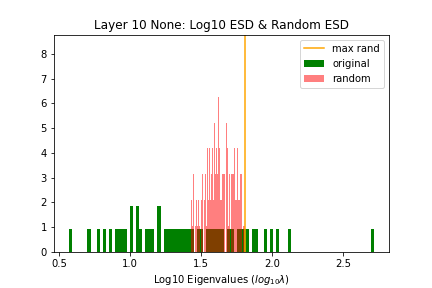 Layer 10 None: Log10 ESD & Random ESD
max rand
original
random
8
7
6
5
4
3
2
1
0
0.5 1.0 1.5 2.0 2.5
Log10 Eigenvalues (log₁₀λ)